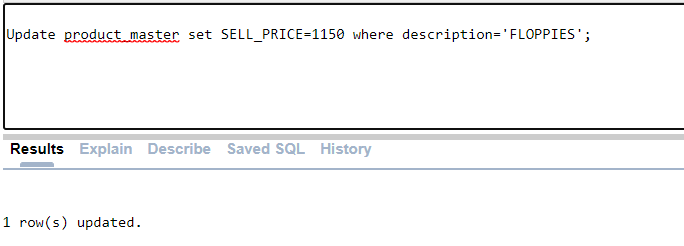 Update product_master set SELL_PRICE=1150 where description='FLOPPIES';
Results Explain Describe Saved SQL History
1 row(s) updated.